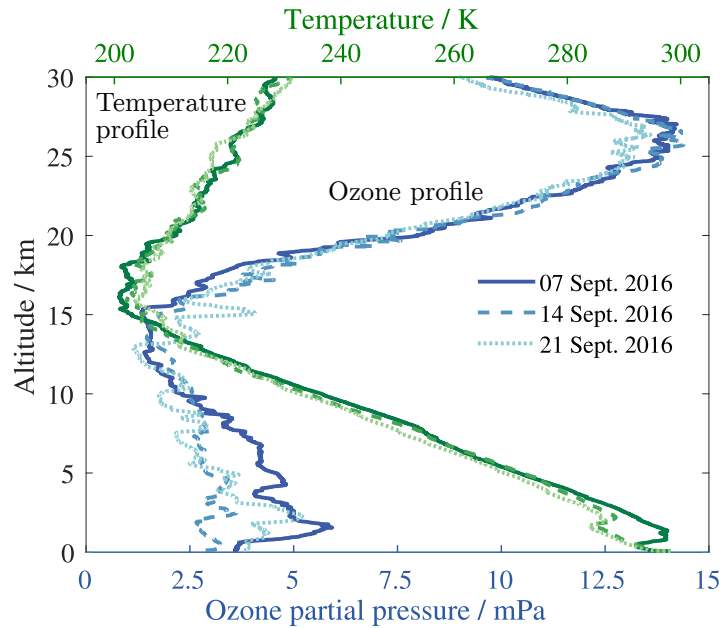 Temperature / K
200 220 240 260 280 300
30
Temperature
profile
25
Ozone profile
20
Altitude / km
07 Sept. 2016
15
14 Sept. 2016
21 Sept. 2016
10
5
0
0 2.5 5 7.5 10 12.5 15
Ozone partial pressure / mPa